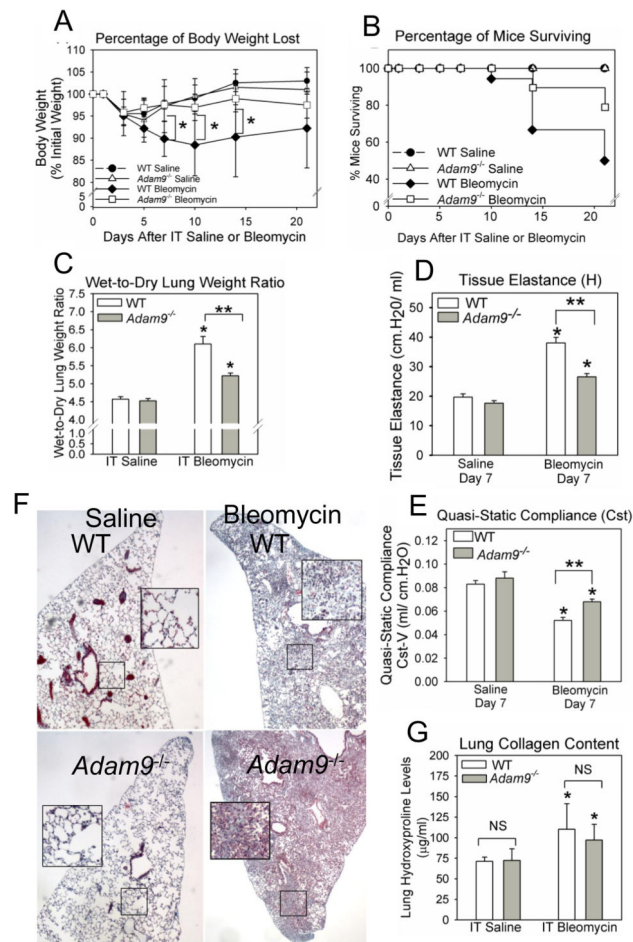 A
Percentage of Body Weight Lost
Body Weight
(% Initial Weight)
110
105
100
95
90
85
80
5
0
*
*
*
WT Saline
Adam9-/- Saline
WT Bleomycin
Adam9-/- Bleomycin
0 5 10 15 20
Days After IT Saline or Bleomycin
B
Percentage of Mice Surviving
% Mice Surviving
100
80
60
40
0
WT Saline
Adam9-/- Saline
WT Bleomycin
Adam9-/- Bleomycin
0 5 10 15 20
Days After IT Saline or Bleomycin
C
Wet-to-Dry Lung Weight Ratio
Wet-to-Dry Lung Weight Ratio
7.0
6.5
6.0
5.5
5.0
4.5
4.0
1.0
0.5
0.0
WT
Adam9-/-
*
**
*
IT Saline IT Bleomycin
D
Tissue Elastance (H)
Tissue Elastance (cm.H20/ ml)
60
50
40
30
20
10
0
WT
Adam9-/-
*
**
*
Saline Bleomycin
Day 7 Day 7
E
Quasi-Static Compliance (Cst)
Quasi-Static Compliance
Cst-V (ml/ cm.H2O)
0.12
0.08
0.06
0.04
0.02
0.00
WT
Adam9-/-
**
*
*
Saline Bleomycin
Day 7 Day 7
F
Saline
WT
Bleomycin
WT
Adam9-/-
Adam9-/-
G
Lung Collagen Content
Lung Hydroxyproline Levels
(µg/ml)
200
175
150
125
100
75
50
25
0
WT
Adam9-/-
NS
NS
*
*
IT Saline IT Bleomycin